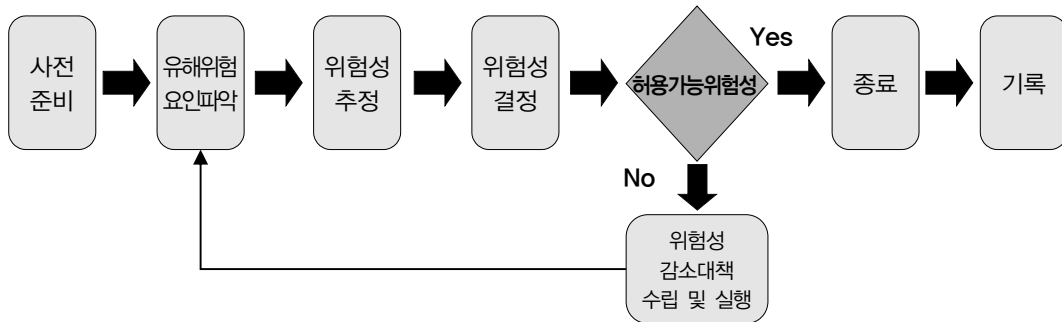 사전
준비
유해위험
요인파악
위험성
추정
위험성
결정
허용가능위험성
Yes
종료
기록
No
위험성
감소대책
수립 및 실행